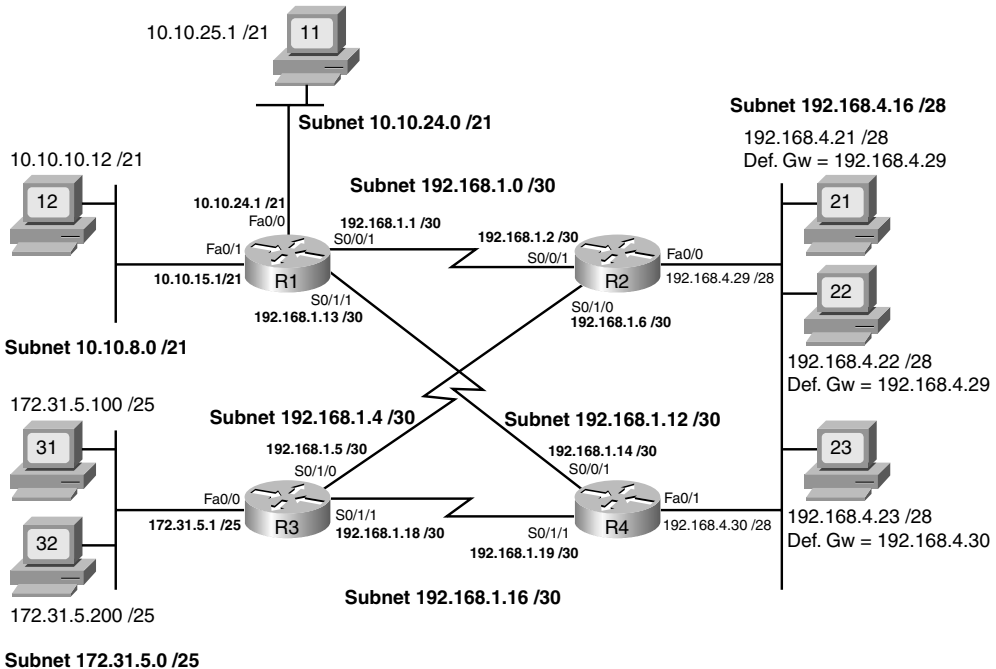 10.10.25.1 /21
11
Subnet 10.10.24.0 /21
Subnet 192.168.4.16 /28
192.168.4.21 /28
Def. Gw = 192.168.4.29
10.10.10.12 /21
12
Subnet 192.168.1.0 /30
21
10.10.24.1 /21
Fa0/0
192.168.1.1 /30
S0/0/1
192.168.1.2 /30
S0/0/1
Fa0/1
Fa0/0
10.10.15.1/21
R1
R2
192.168.4.29 /28
22
S0/1/1
192.168.1.13 /30
S0/1/0
192.168.1.6 /30
Subnet 10.10.8.0 /21
192.168.4.22 /28
Def. Gw = 192.168.4.29
172.31.5.100 /25
Subnet 192.168.1.4 /30
Subnet 192.168.1.12 /30
31
192.168.1.5 /30
S0/1/0
192.168.1.14 /30
S0/0/1
23
Fa0/0
Fa0/1
172.31.5.1 /25
R3
S0/1/1
192.168.1.18 /30
S0/1/1
192.168.1.19 /30
R4
192.168.4.30 /28
192.168.4.23 /28
Def. Gw = 192.168.4.30
32
Subnet 192.168.1.16 /30
172.31.5.200 /25
Subnet 172.31.5.0 /25